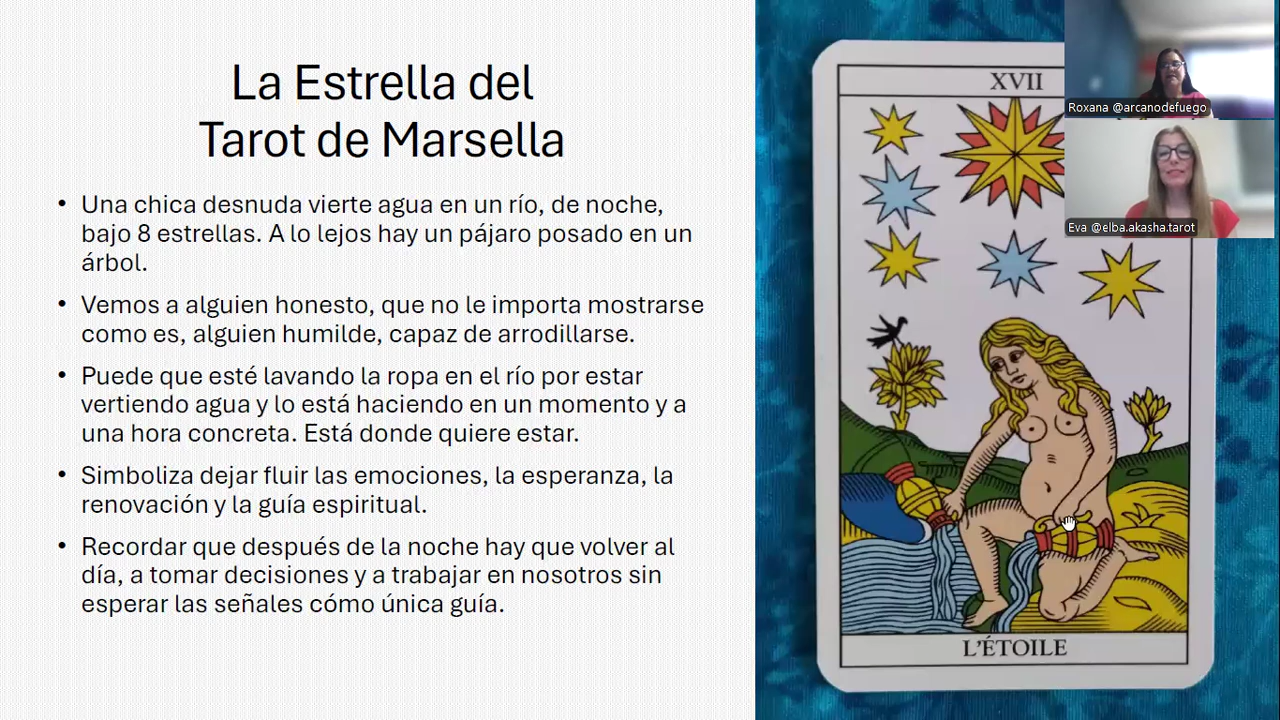 La Estrella del
Tarot de Marsella
• Una chica desnuda vierte agua en un río, de noche,
bajo 8 estrellas. A lo lejos hay un pájaro posado en un
árbol.
• Vemos a alguien honesto, que no le importa mostrarse
como es, alguien humilde, capaz de arrodillarse.
• Puede que esté lavando la ropa en el río por estar
vertiendo agua y lo está haciendo en un momento y a
una hora concreta. Está donde quiere estar.
• Simboliza dejar fluir las emociones, la esperanza, la
renovación y la guía espiritual.
• Recordar que después de la noche hay que volver al
día, a tomar decisiones y a trabajar en nosotros sin
esperar las señales cómo única guía.
XVII
L'ÉTOILE
Roxana @arcanodefuego
Eva @elba.akasha.tarot